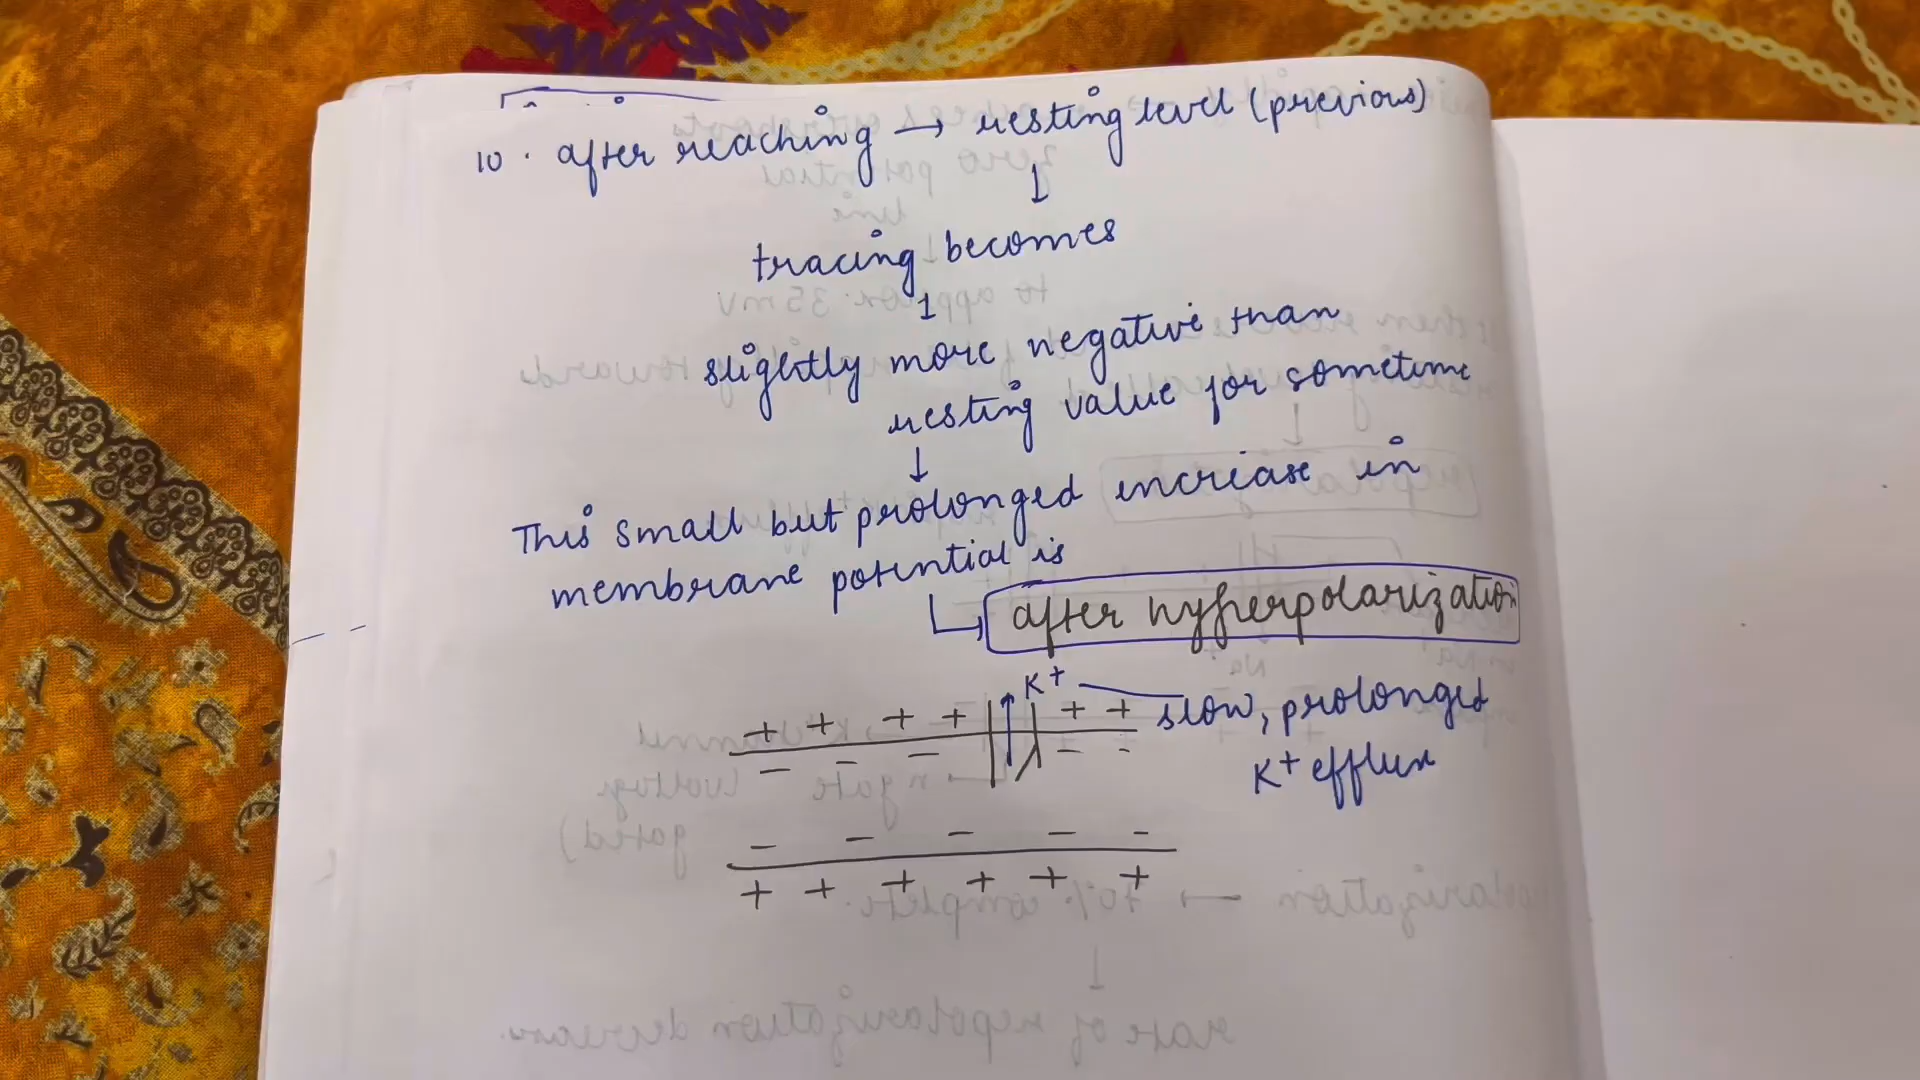 10. after reaching → resting level (previous)
↓
tracing becomes
↓
slightly more negative than
resting value for sometime
↓
This small but prolonged increase in
membrane potential is
↳ after hyperpolarization
K+
+ + + + + + slow, prolonged
- - - - -
K+ efflux
- - - - -
+ + + + + +